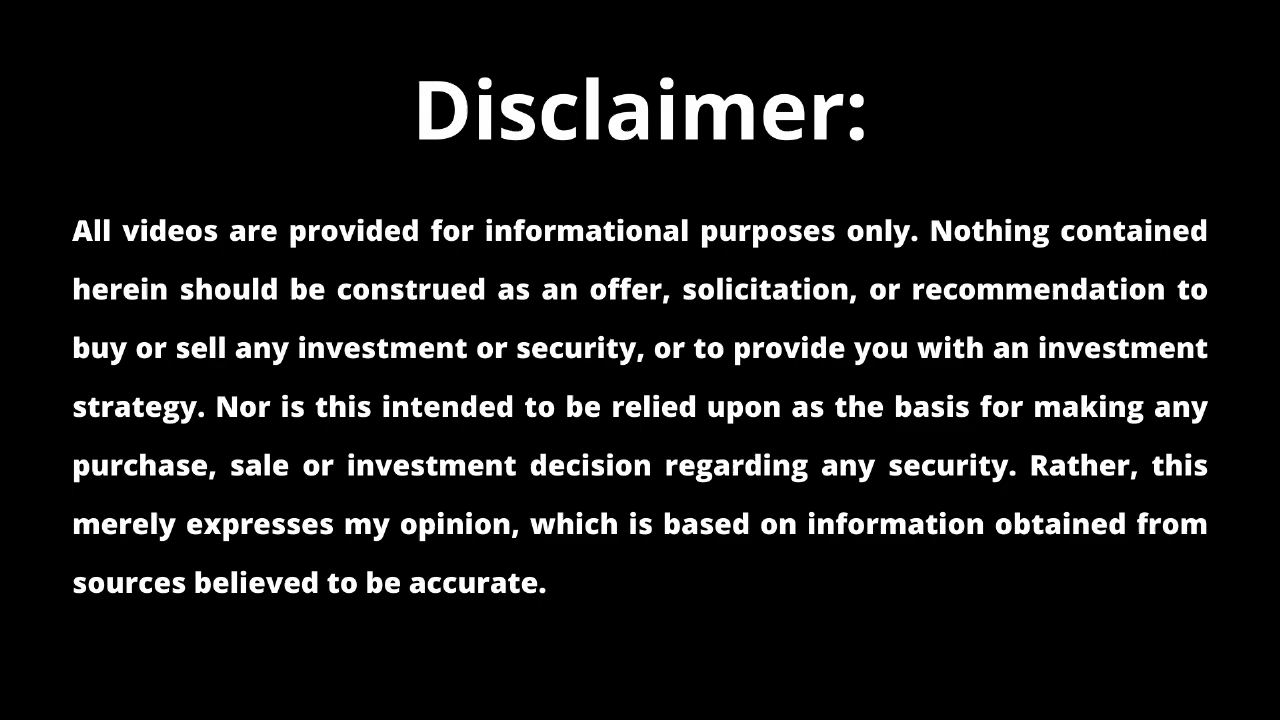 Disclaimer:
All videos are provided for informational purposes only. Nothing contained
herein should be construed as an offer, solicitation, or recommendation to
buy or sell any investment or security, or to provide you with an investment
strategy. Nor is this intended to be relied upon as the basis for making any
purchase, sale or investment decision regarding any security. Rather, this
merely expresses my opinion, which is based on information obtained from
sources believed to be accurate.